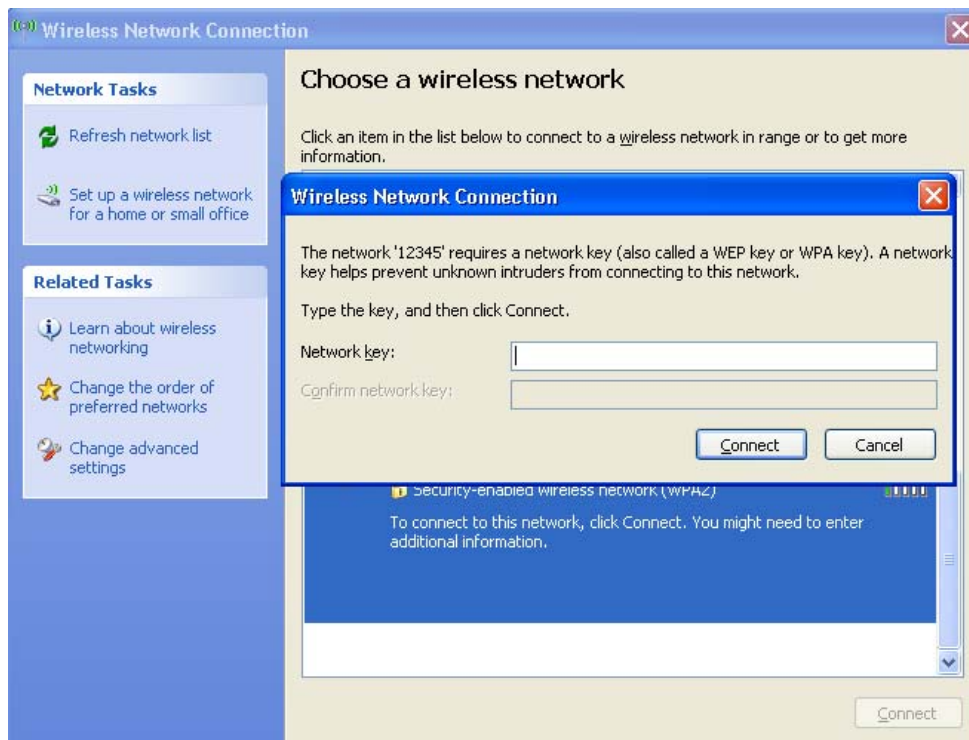 Wireless Network Connection
Network Tasks
Refresh network list
Set up a wireless network
for a home or small office
Related Tasks
Learn about wireless
networking
Change the order of
preferred networks
Change advanced
settings
Choose a wireless network
Click an item in the list below to connect to a wireless network in range or to get more
information.
Wireless Network Connection
The network '12345' requires a network key (also called a WEP key or WPA key). A network
key helps prevent unknown intruders from connecting to this network.
Type the key, and then click Connect.
Network key:
Confirm network key:
Connect
Cancel
Security-enabled wireless network (WPA2)
To connect to this network, click Connect. You might need to enter
additional information.
Connect